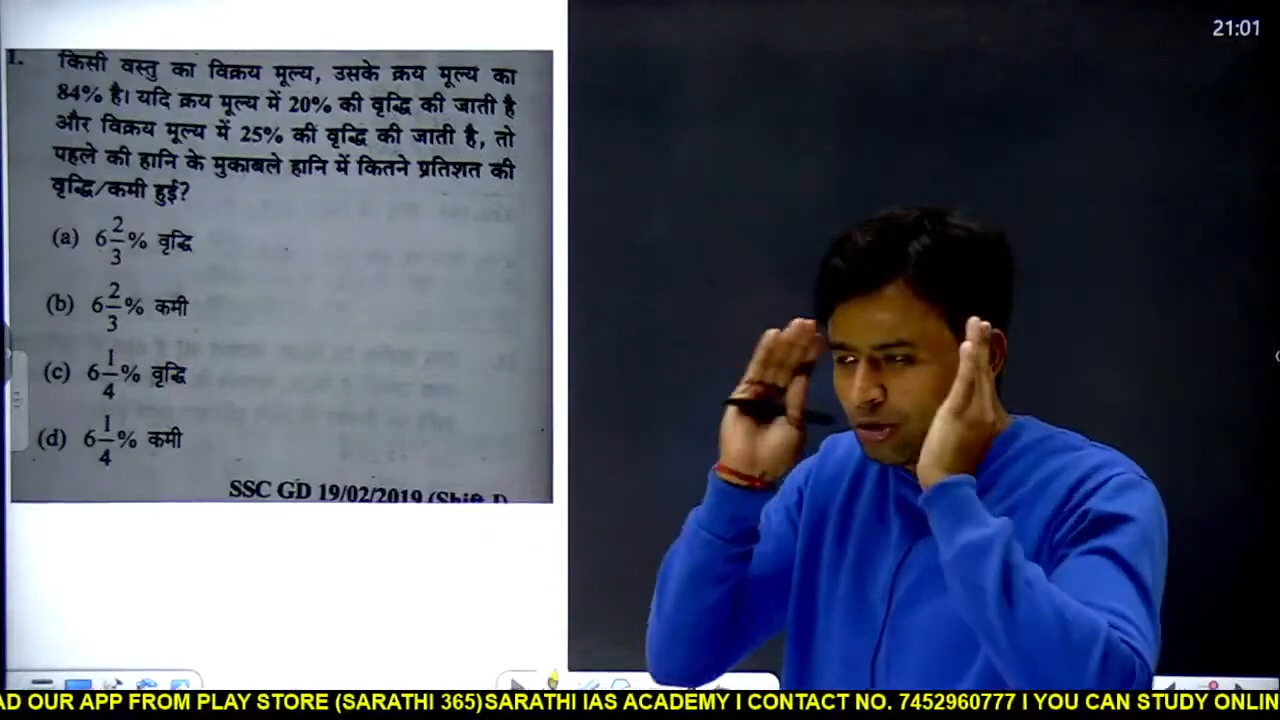 21:01
1. किसी वस्तु का विक्रय मूल्य, उसके क्रय मूल्य का
84% है। यदि क्रय मूल्य में 20% की वृद्धि की जाती है
और विक्रय मूल्य में 25% की वृद्धि की जाती है, तो
पहले की हानि के मुकाबले हानि में कितने प्रतिशत की
वृद्धि/कमी हुई?
(a) 6 2/3 % वृद्धि
(b) 6 2/3 % कमी
(c) 6 1/4 % वृद्धि
(d) 6 1/4 % कमी
SSC GD 19/02/2019 (Shift I)
AD OUR APP FROM PLAY STORE (SARATHI 365)SARATHI IAS ACADEMY I CONTACT NO. 7452960777 I YOU CAN STUDY ONLIN